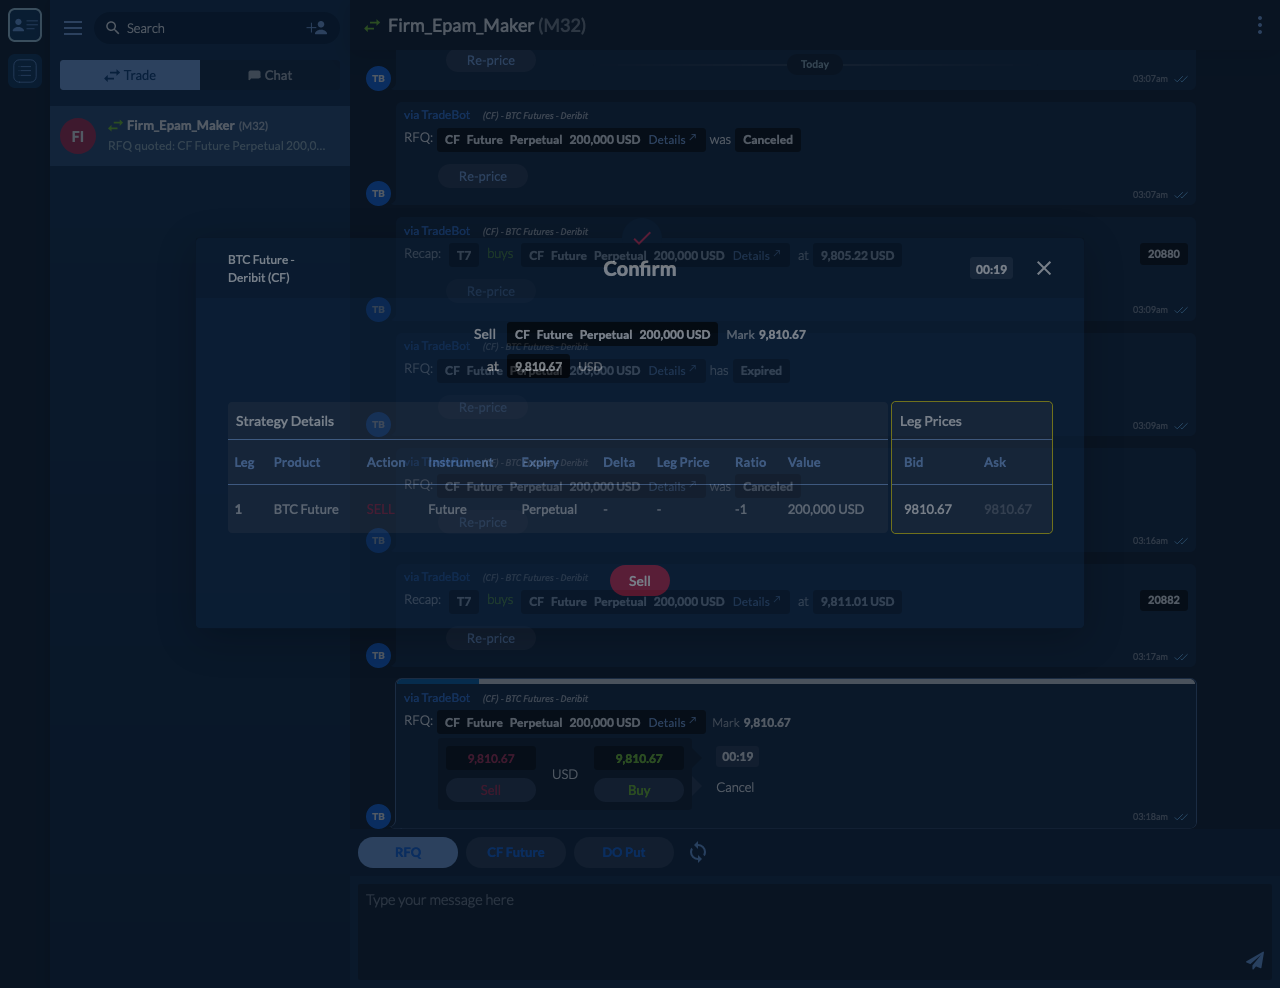 Search
Trade
Chat
FI
Firm_Epam_Maker (M32)
RFQ quoted: CF Future Perpetual 200,0...
Firm_Epam_Maker (M32)
Re-price
Today
TB
03:07am
via TradeBot (CF) - BTC Futures - Deribit
RFQ: CF Future Perpetual 200,000 USD Details was Canceled
Re-price
TB
03:07am
via TradeBot (CF) - BTC Futures - Deribit
Recap: T7 buys CF Future Perpetual 200,000 USD Details at 9,805.22 USD
20880
Re-price
TB
03:09am
via TradeBot (CF) - BTC Futures - Deribit
RFQ: CF Future Perpetual 200,000 USD Details has Expired
Re-price
TB
03:09am
via TradeBot (CF) - BTC Futures - Deribit
RFQ: CF Future Perpetual 200,000 USD Details was Canceled
Re-price
TB
03:16am
via TradeBot (CF) - BTC Futures - Deribit
Recap: T7 buys CF Future Perpetual 200,000 USD Details at 9,811.01 USD
20882
Re-price
TB
03:17am
BTC Future -
Deribit (CF)
Confirm
00:19
Sell CF Future Perpetual 200,000 USD Mark 9,810.67
at 9,810.67 USD
Strategy Details
Leg Prices
Leg Product Action Instrument Expiry Delta Leg Price Ratio Value Bid Ask
1 BTC Future SELL Future Perpetual - - -1 200,000 USD 9810.67 9810.67
Sell
via TradeBot (CF) - BTC Futures - Deribit
RFQ: CF Future Perpetual 200,000 USD Details Mark 9,810.67
9,810.67
USD
9,810.67
00:19
Sell
Buy
Cancel
TB
03:18am
RFQ
CF Future
DO Put
Type your message here